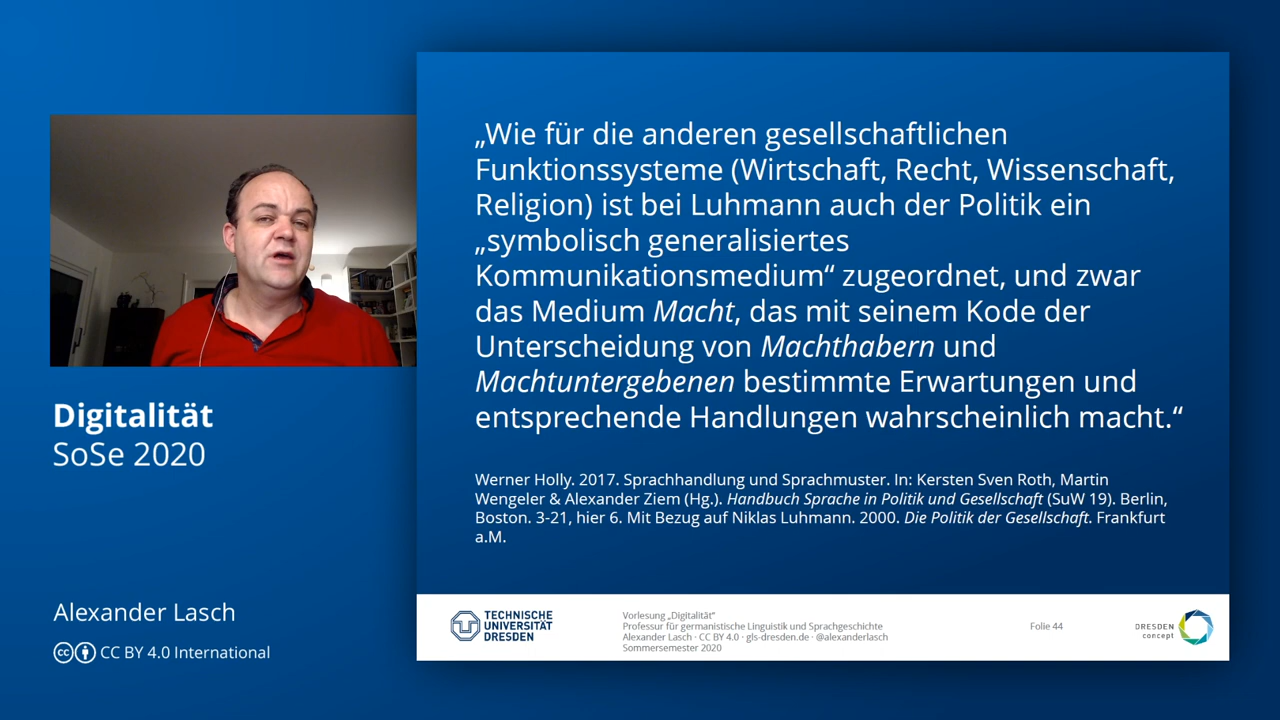 „Wie für die anderen gesellschaftlichen
Funktionssysteme (Wirtschaft, Recht, Wissenschaft,
Religion) ist bei Luhmann auch der Politik ein
„symbolisch generalisiertes
Kommunikationsmedium“ zugeordnet, und zwar
das Medium Macht, das mit seinem Kode der
Unterscheidung von Machthabern und
Machtuntergebenen bestimmte Erwartungen und
entsprechende Handlungen wahrscheinlich macht.“
Werner Holly. 2017. Sprachhandlung und Sprachmuster. In: Kersten Sven Roth, Martin
Wengeler & Alexander Ziem (Hg.). Handbuch Sprache in Politik und Gesellschaft (SuW 19). Berlin,
Boston. 3-21, hier 6. Mit Bezug auf Niklas Luhmann. 2000. Die Politik der Gesellschaft. Frankfurt
a.M.
Digitalität
SoSe 2020
Alexander Lasch
cc CC BY 4.0 International
TECHNISCHE
UNIVERSITÄT
DRESDEN
Vorlesung „Digitalität“
Professur für germanistische Linguistik und Sprachgeschichte
Alexander Lasch · CC BY 4.0 · gls-dresden.de · @alexanderlasch
Sommersemester 2020
Folie 44
DRESDEN
concept